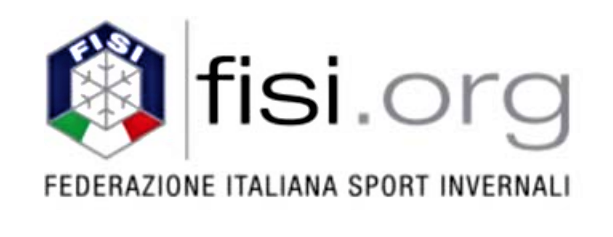 FISI
fisi.org
FEDERAZIONE ITALIANA SPORT INVERNALI